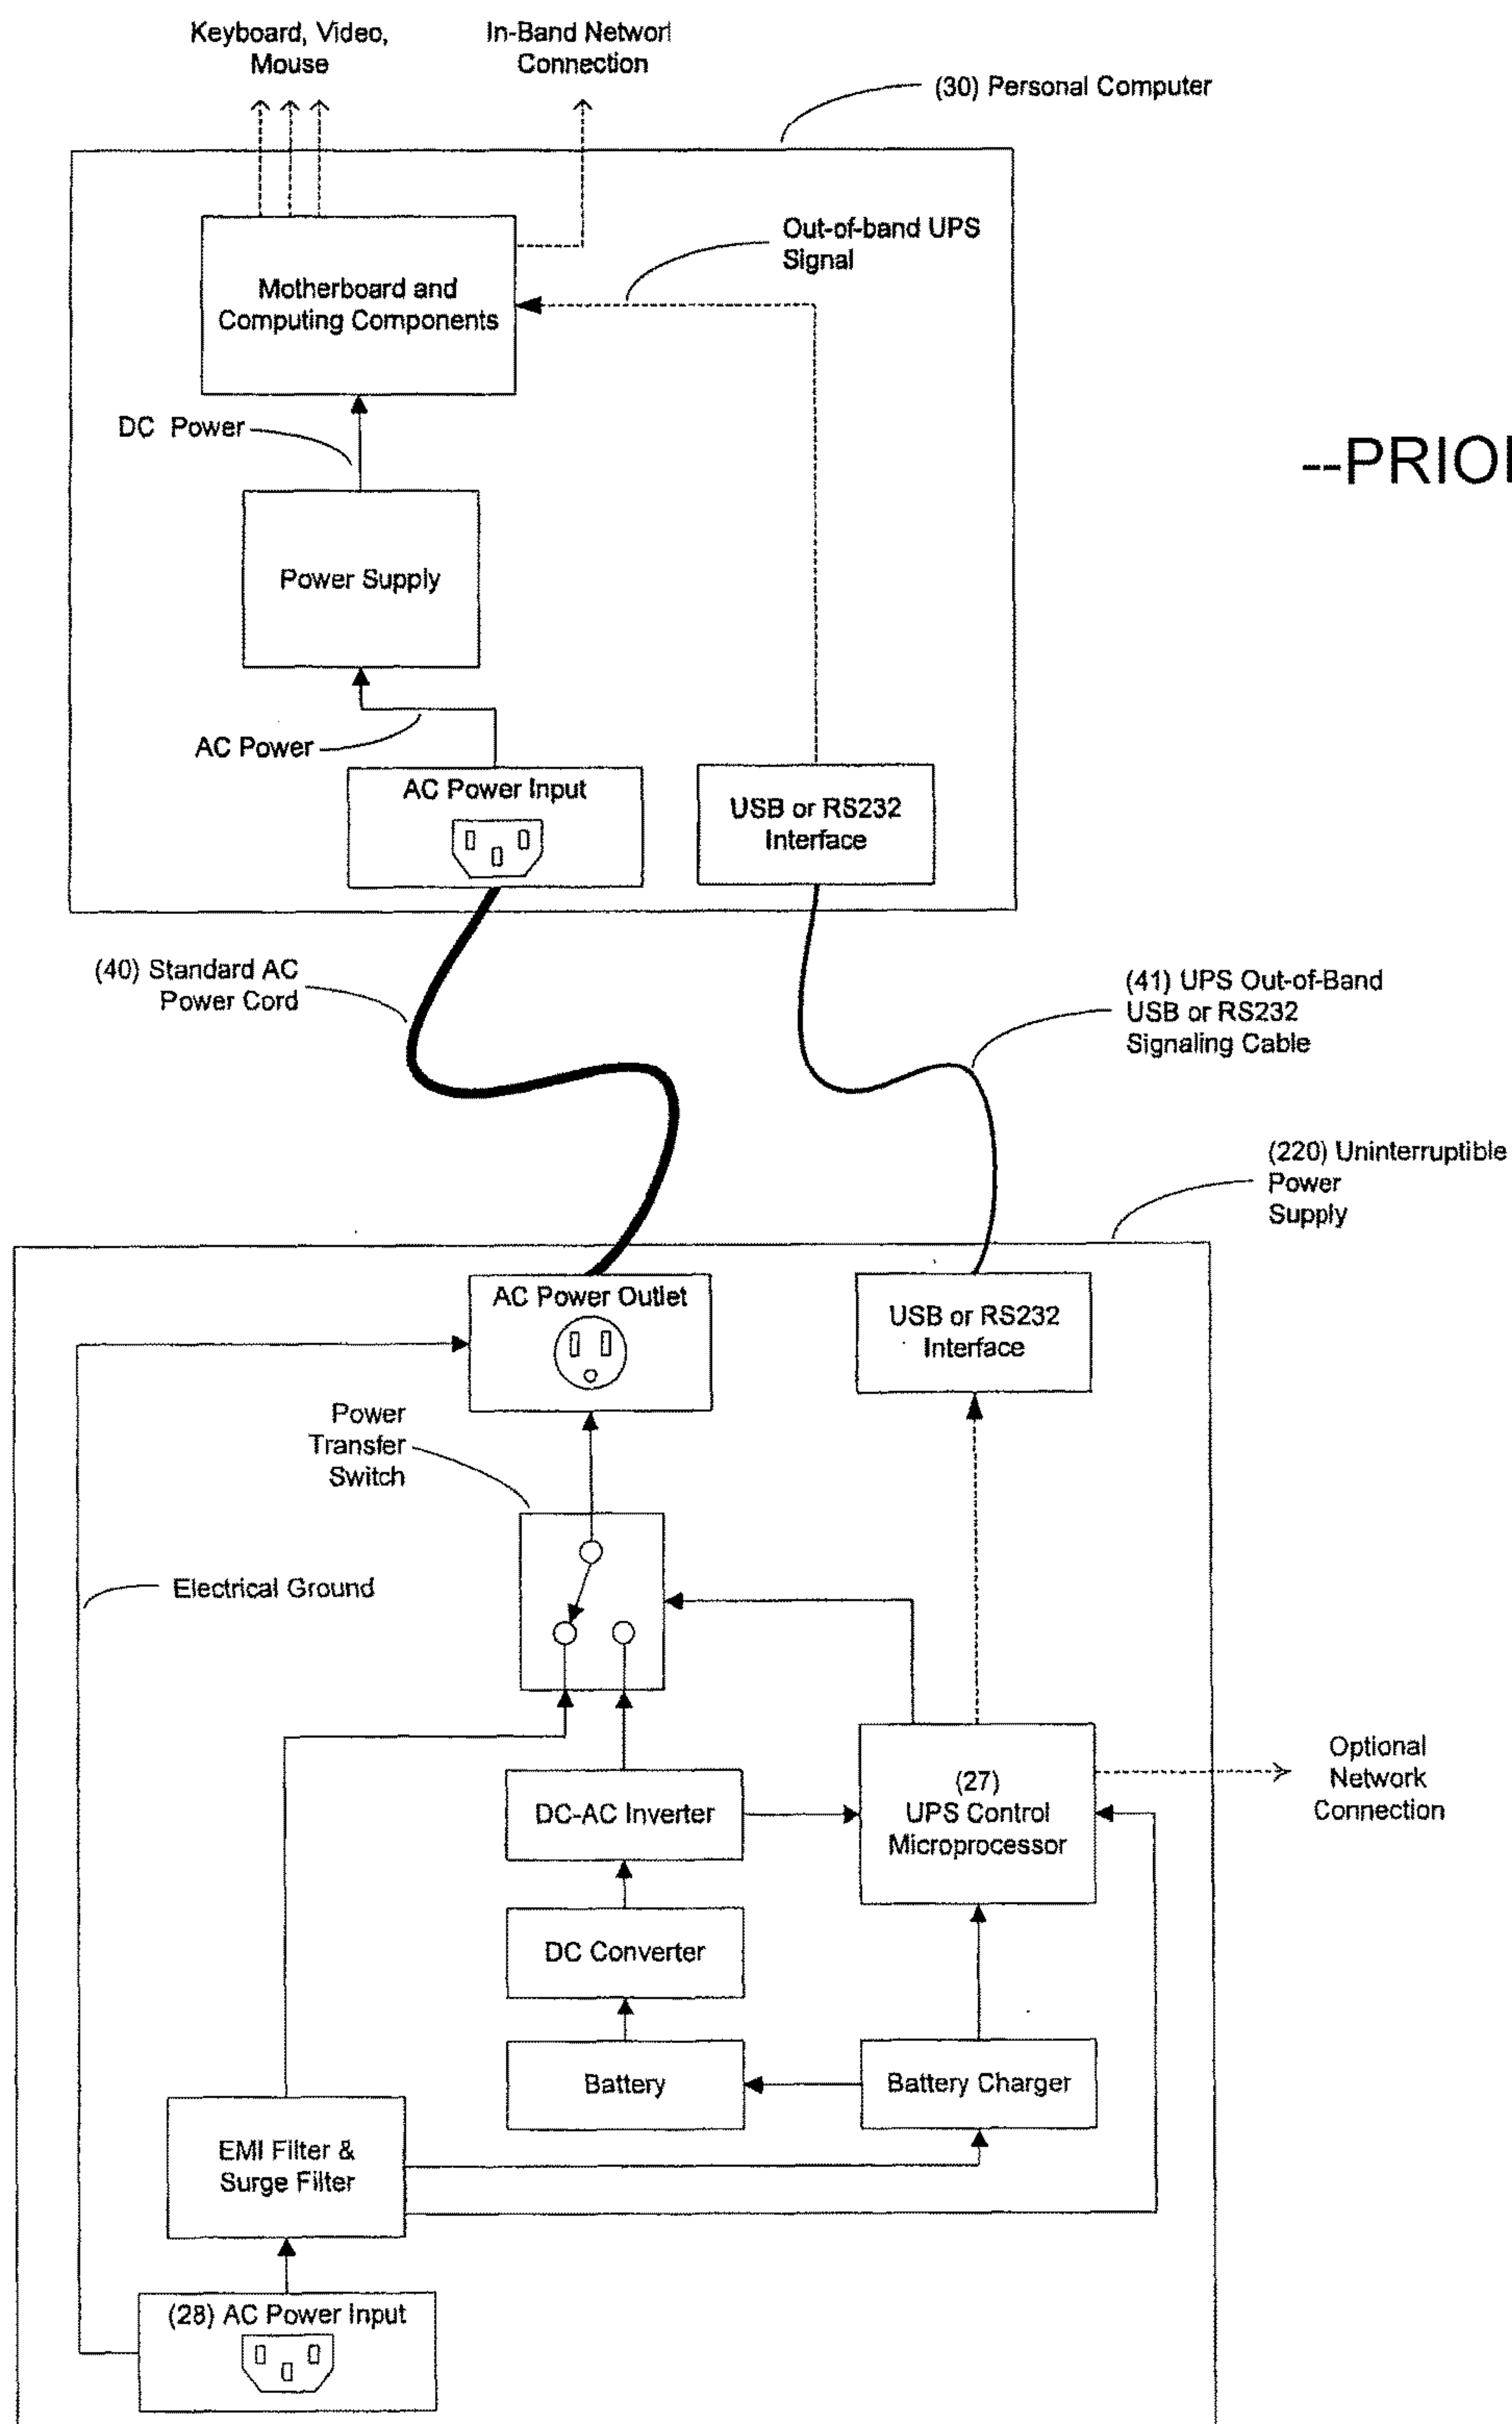 Keyboard, Video,
Mouse
In-Band Networl
Connection
(30) Personal Computer
Out-of-band UPS
Signal
Motherboard and
Computing Components
DC Power
--PRIOI
Power Supply
AC Power
AC Power Input
USB or RS232
Interface
(40) Standard AC
Power Cord
(41) UPS Out-of-Band
USB or RS232
Signaling Cable
(220) Uninterruptible
Power
Supply
AC Power Outlet
USB or RS232
Interface
Power
Transfer
Switch
Electrical Ground
DC-AC Inverter
(27)
UPS Control
Microprocessor
Optional
Network
Connection
DC Converter
Battery
Battery Charger
EMI Filter &
Surge Filter
(28) AC Power Input